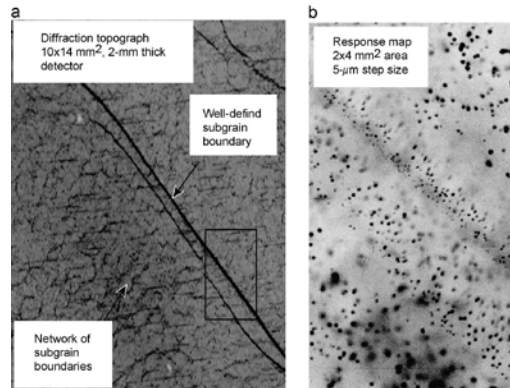 a
Diffraction topograph
10x14 mm², 2-mm thick
detector
Well-defind
subgrain
boundary
Network of
subgrain
boundaries
b
Response map
2x4 mm² area
5-µm step size